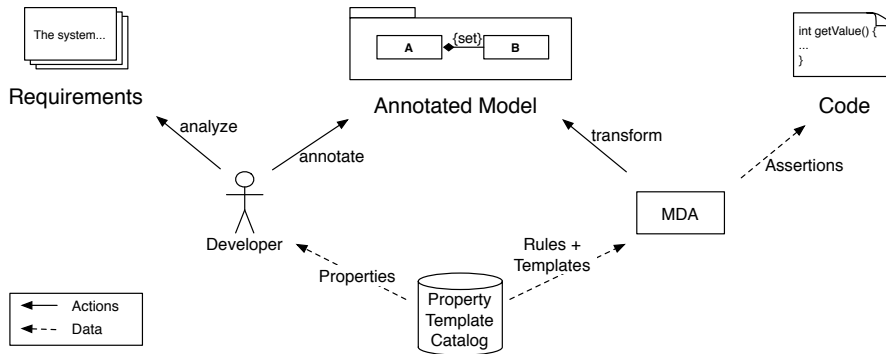 The system...
Requirements
A
{set}
B
Annotated Model
int getValue() {
...
}
Code
analyze
annotate
transform
Assertions
Developer
MDA
Properties
Rules +
Templates
Property
Template
Catalog
Actions
Data